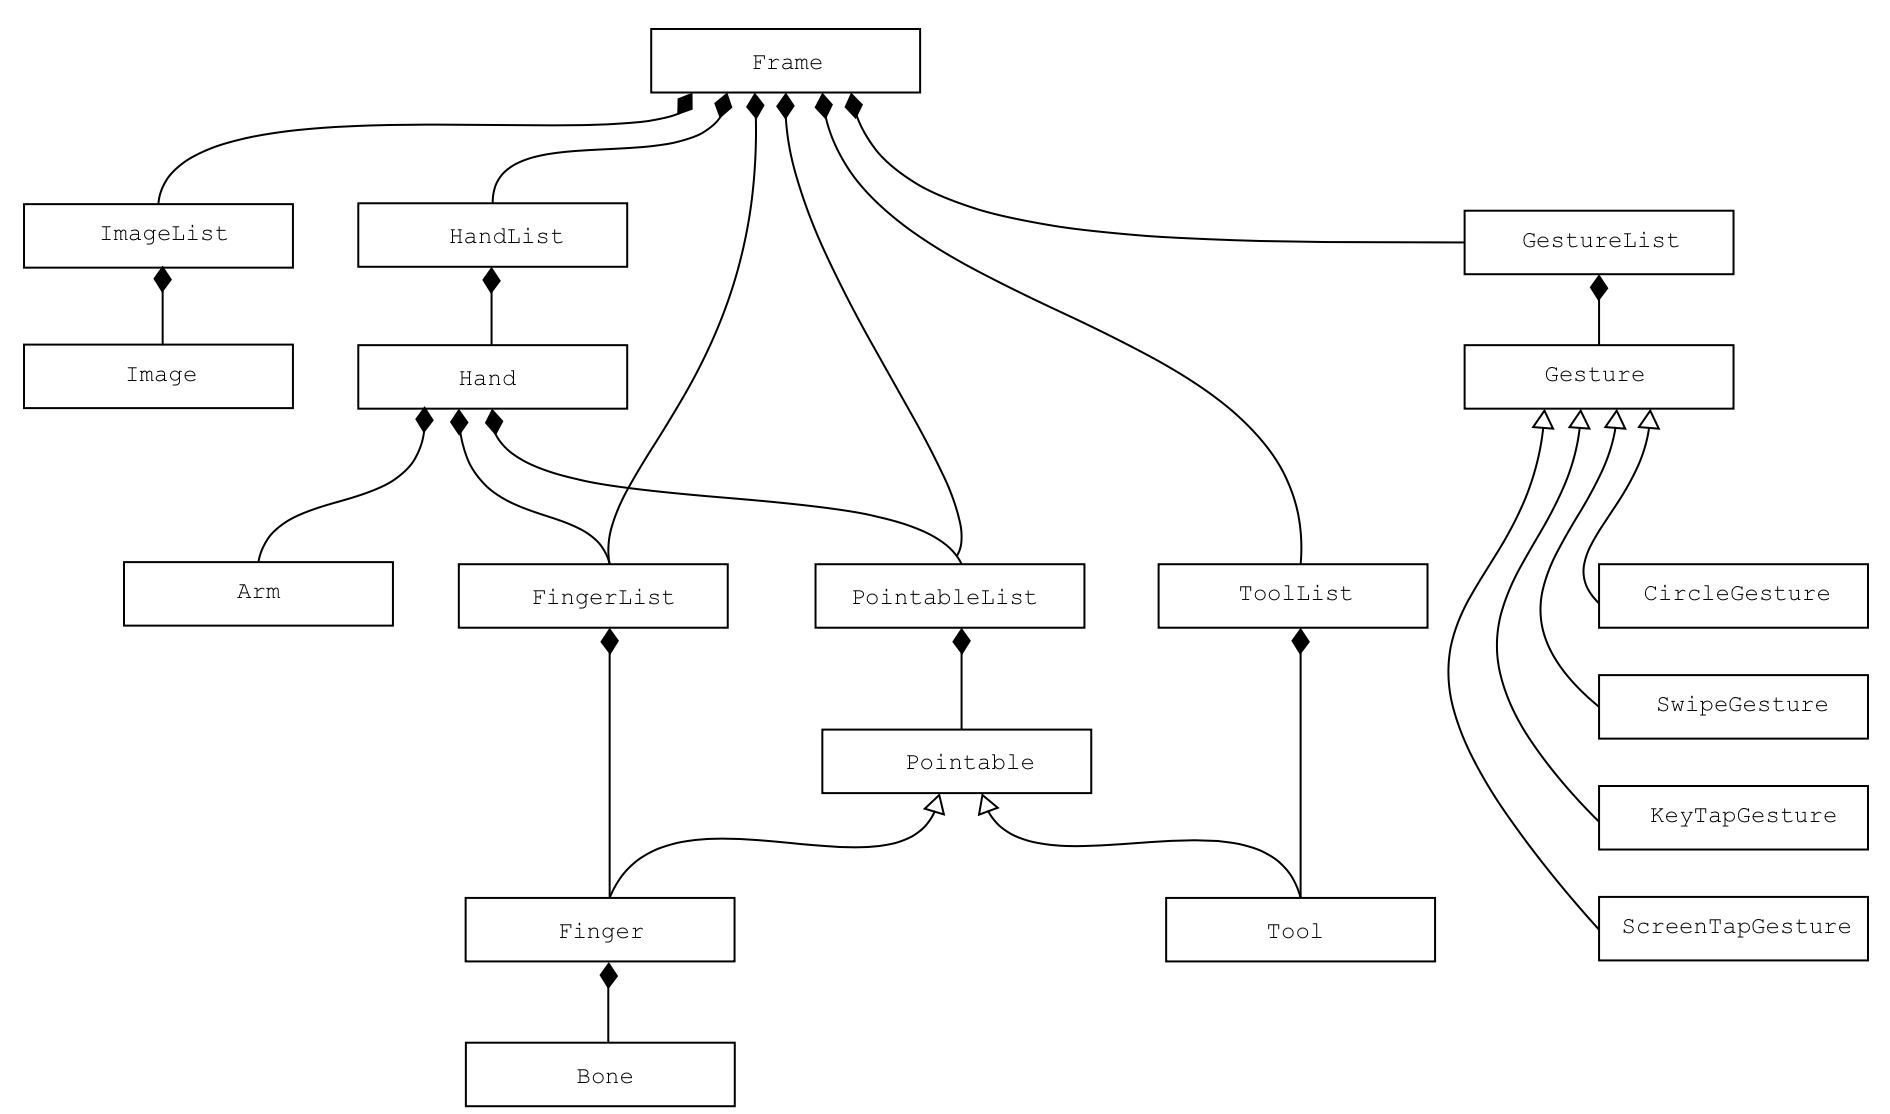 Frame
ImageList
HandList
GestureList
Image
Hand
Gesture
Arm
FingerList
PointableList
ToolList
CircleGesture
SwipeGesture
Pointable
KeyTapGesture
Finger
Tool
ScreenTapGesture
Bone